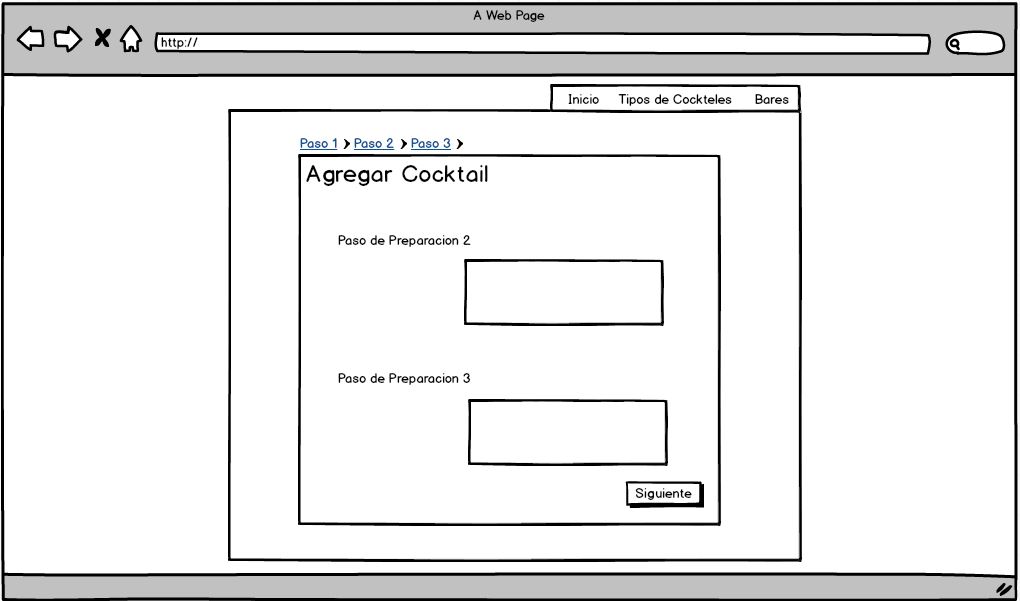 A Web Page
http://
Inicio Tipos de Cockteles Bares
Paso 1 Paso 2 Paso 3
Agregar Cocktail
Paso de Preparacion 2
Paso de Preparacion 3
Siguiente